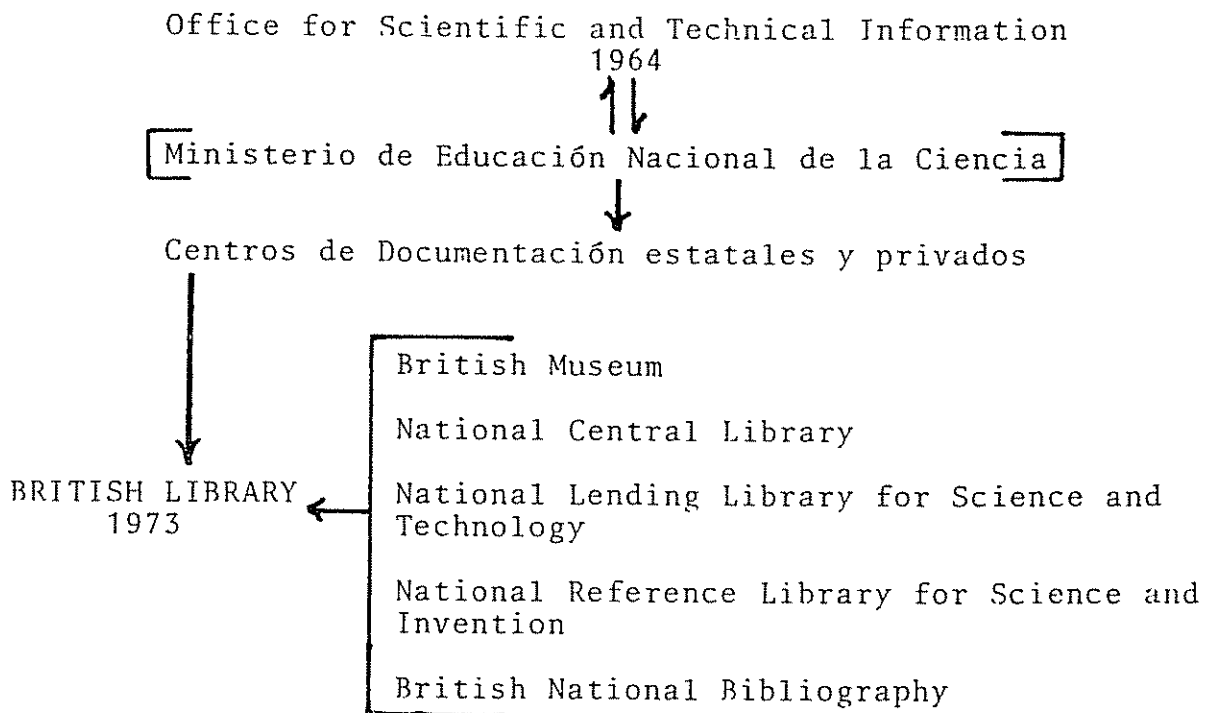 Office for Scientific and Technical Information
1964
Ministerio de Educación Nacional de la Ciencia
Centros de Documentación estatales y privados
British Museum
National Central Library
BRITISH LIBRARY
1973
National Lending Library for Science and
Technology
National Reference Library for Science and
Invention
British National Bibliography